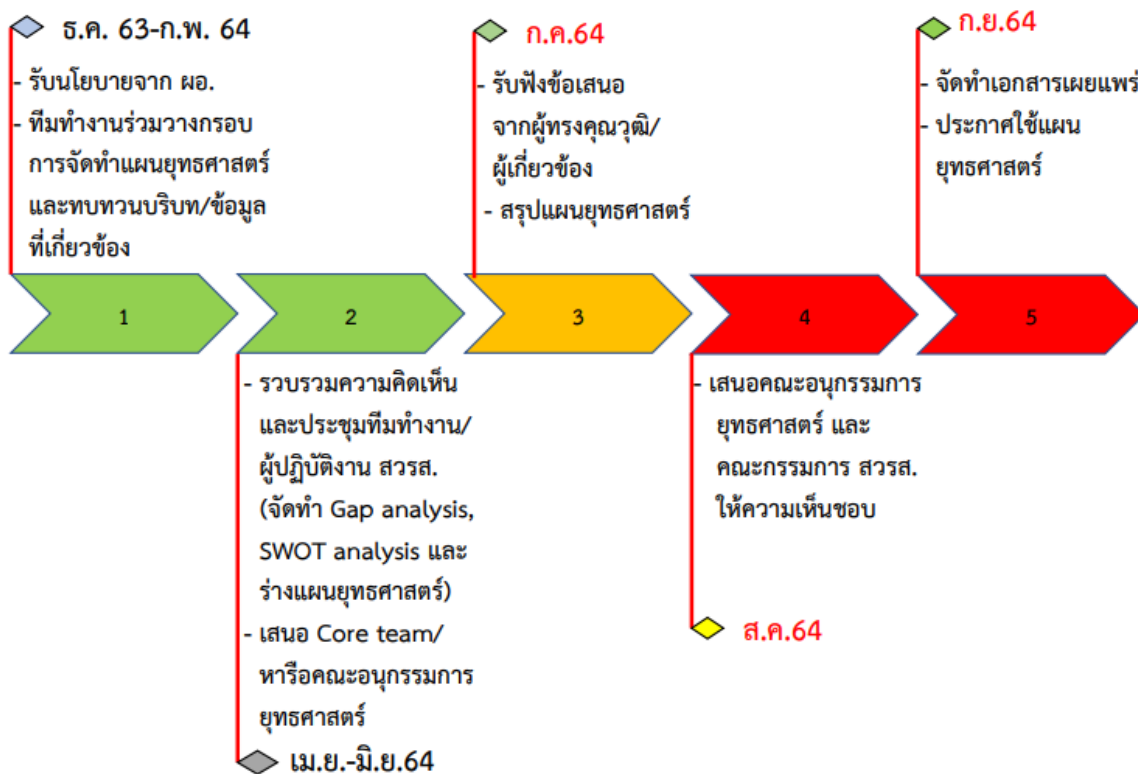 ธ.ค. 63-ก.พ. 64
- รับนโยบายจาก ผอ.
- ทีมทำงานร่วมวางกรอบ
การจัดทำแผนยุทธศาสตร์
และทบทวนบริบท/ข้อมูล
ที่เกี่ยวข้อง
ก.ค.64
- รับฟังข้อเสนอ
จากผู้ทรงคุณวุฒิ/
ผู้เกี่ยวข้อง
- สรุปแผนยุทธศาสตร์
ก.ย.64
- จัดทำเอกสารเผยแพร่
- ประกาศใช้แผน
ยุทธศาสตร์
1
2
3
4
5
- รวบรวมความคิดเห็น
และประชุมทีมทำงาน/
ผู้ปฏิบัติงาน สวรส.
(จัดทำ Gap analysis,
SWOT analysis และ
ร่างแผนยุทธศาสตร์)
- เสนอ Core team/
หารือคณะอนุกรรมการ
ยุทธศาสตร์
เม.ย.-มิ.ย.64
- เสนอคณะอนุกรรมการ
ยุทธศาสตร์ และ
คณะกรรมการ สวรส.
ให้ความเห็นชอบ
ส.ค.64